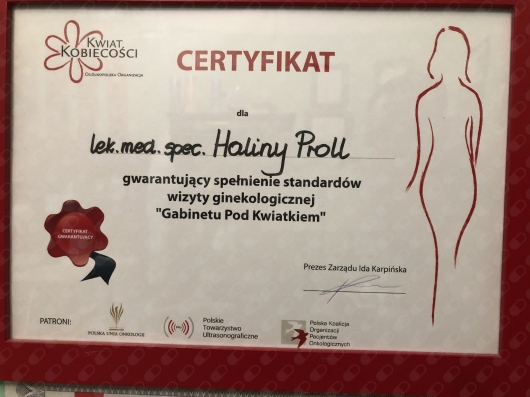 KWIAT
KOBIECOŚCI
OGÓLNOPOLSKA ORGANIZACJA
CERTYFIKAT
dla
lek.med.spec. Haliny Proll
gwarantujący spełnienie standardów
wizyty ginekologicznej
"Gabinetu Pod Kwiatkiem"
CERTYFIKAT
GWARANTUJĄCY
Prezes Zarządu Ida Karpińska
PATRONI:
POLSKA UNIA ONKOLOGII
Polskie
Towarzystwo
Ultrasonograficzne
Polska Koalicja
Organizacji
Pacjentów
Onkologicznych